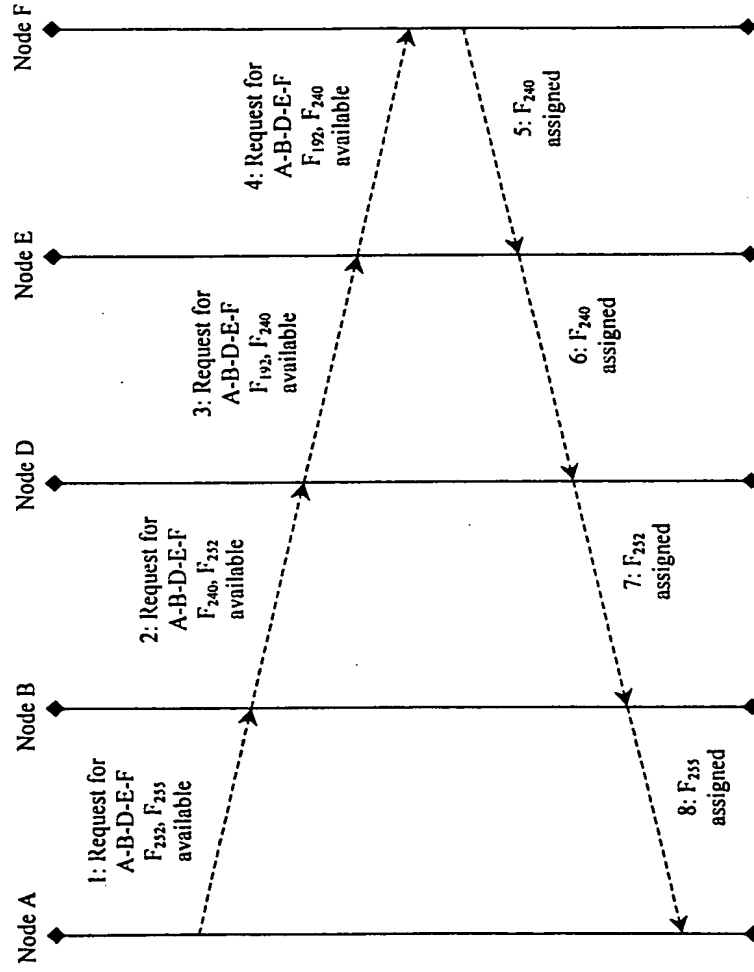 Node A
Node B
Node D
Node E
Node F
1: Request for
A-B-D-E-F
F252, F255
available
2: Request for
A-B-D-E-F
F240, F252
available
3: Request for
A-B-D-E-F
F192, F240
available
4: Request for
A-B-D-E-F
F192, F240
available
5: F240
assigned
6: F240
assigned
7: F252
assigned
8: F255
assigned